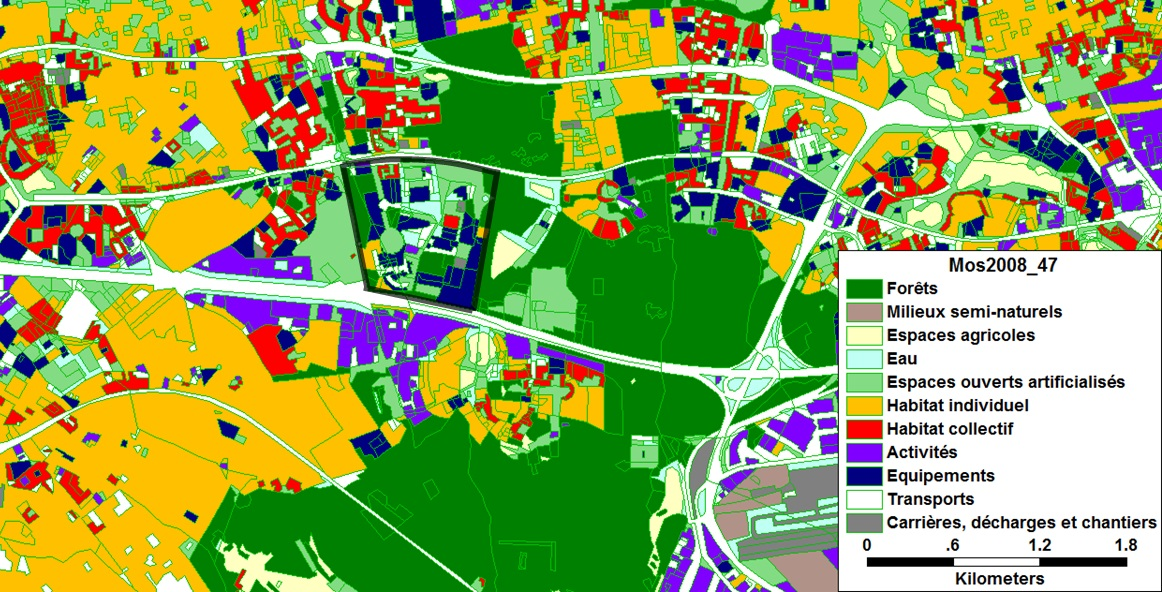 Mos2008_47
Forêts
Milieux semi-naturels
Espaces agricoles
Eau
Espaces ouverts artificialisés
Habitat individuel
Habitat collectif
Activités
Equipements
Transports
Carrières, décharges et chantiers
0 .6 1.2 1.8
Kilometers